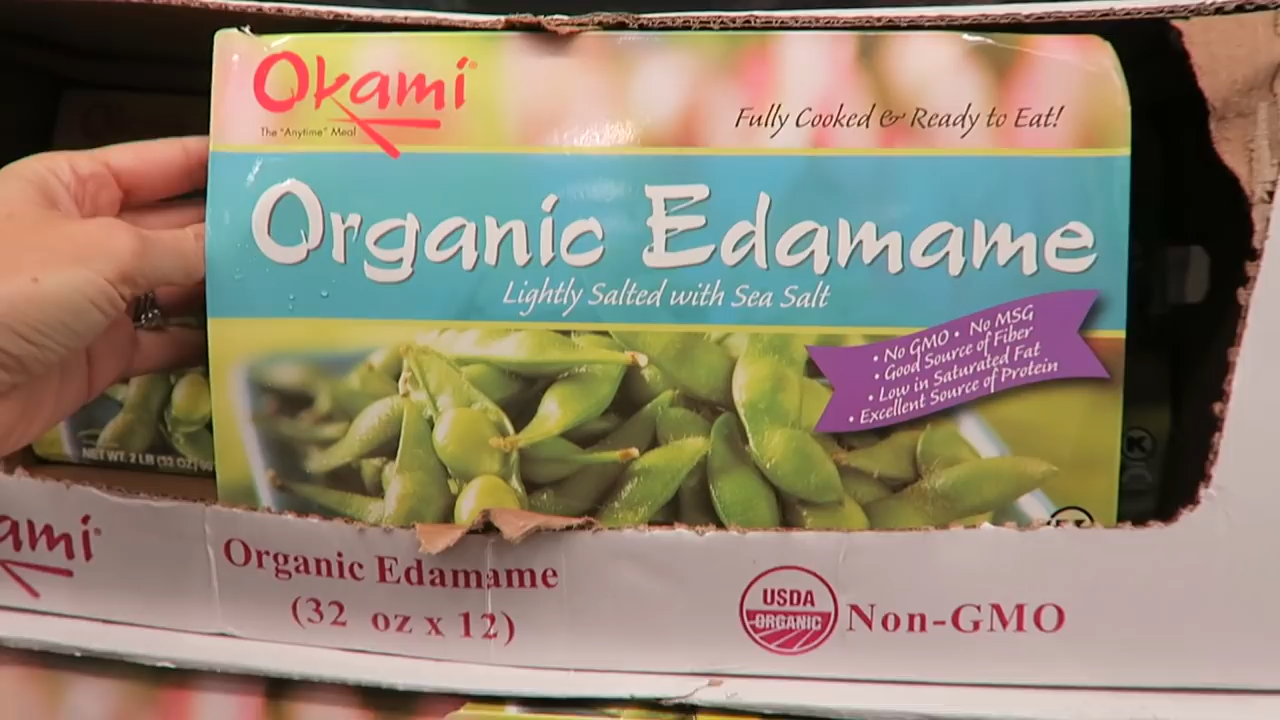 Okami®
The "Anytime" Meal
Fully Cooked & Ready to Eat!
Organic Edamame
Lightly Salted with Sea Salt
• No GMO • No MSG
• Good Source of Fiber
• Low in Saturated Fat
• Excellent Source of Protein
NET WT. 2 LB (32 OZ)
ami®
Organic Edamame
(32 oz x 12)
USDA
ORGANIC
Non-GMO